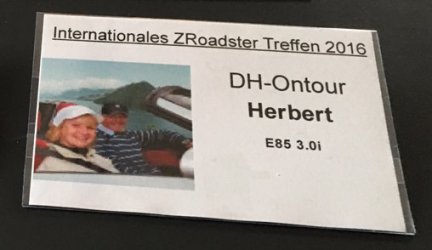 Internationales ZRoadster Treffen 2016
DH-Ontour
Herbert
E85 3.0i